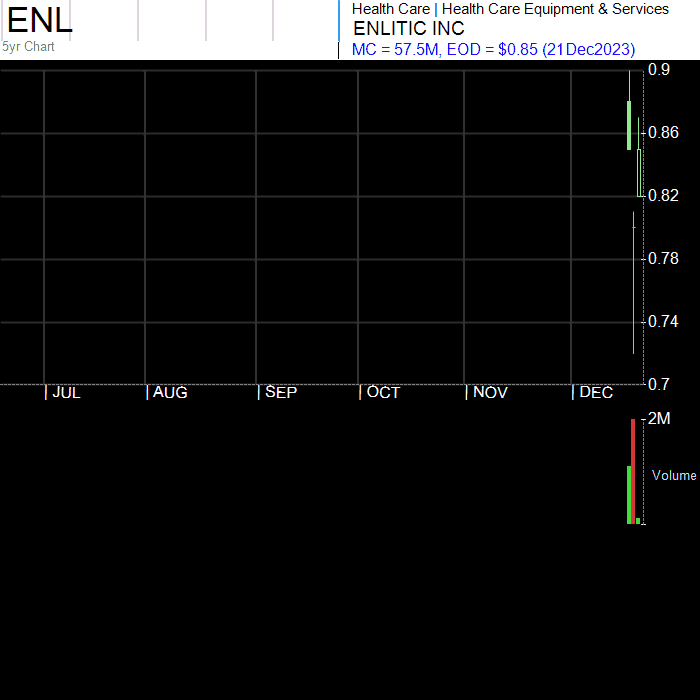 ENL
5yr Chart
Health Care | Health Care Equipment & Services
ENLITIC INC
MC = 57.5M, EOD = $0.85 (21Dec2023)
0.9
0.86
0.82
0.78
0.74
0.7
| JUL | AUG | SEP | OCT | NOV | DEC
2M
Volume